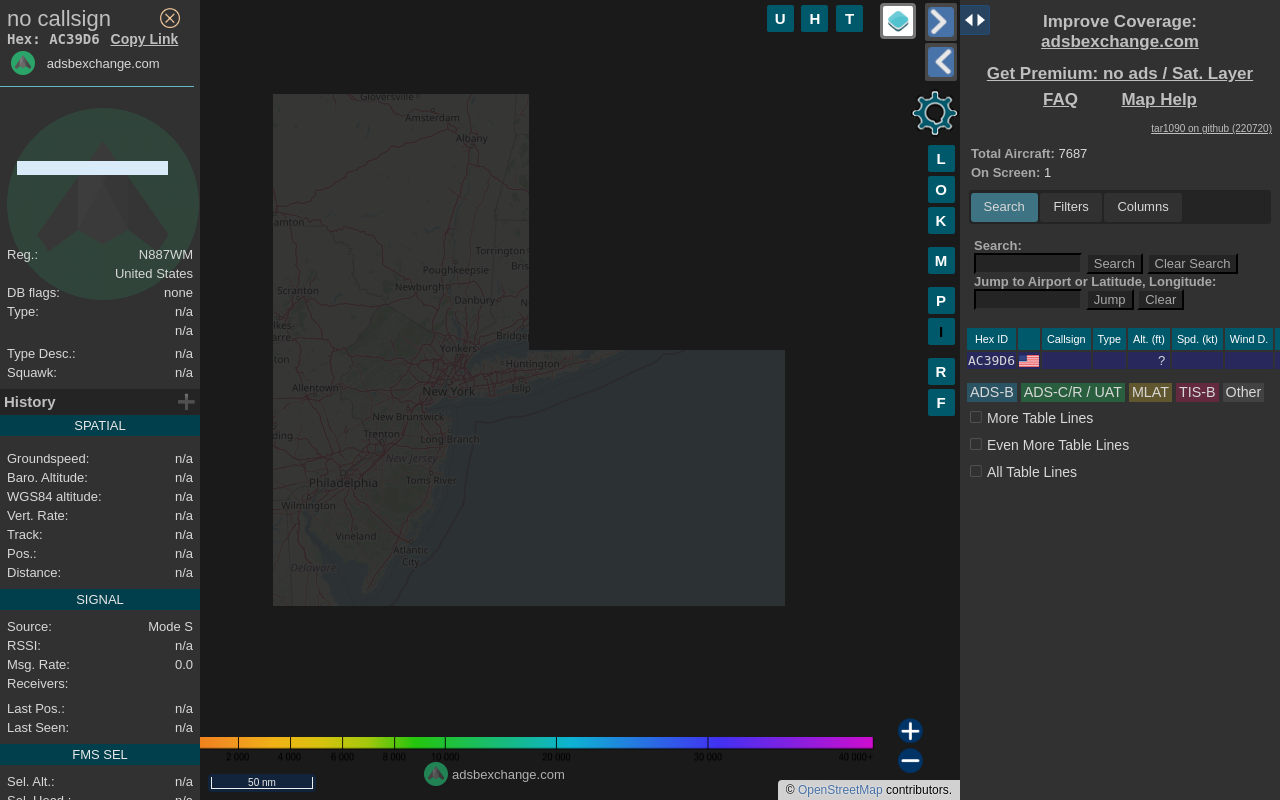 no callsign
Hex: AC39D6 Copy Link
adsbexchange.com
Reg.: N887WM
United States
DB flags: none
Type: n/a
n/a
Type Desc.: n/a
Squawk: n/a
History
SPATIAL
Groundspeed: n/a
Baro. Altitude: n/a
WGS84 altitude: n/a
Vert. Rate: n/a
Track: n/a
Pos.: n/a
Distance: n/a
SIGNAL
Source: Mode S
RSSI: n/a
Msg. Rate: 0.0
Receivers:
Last Pos.: n/a
Last Seen: n/a
FMS SEL
Sel. Alt.: n/a
Sel. Head.: n/a
U H T
L
O
K
M
P
I
R
F
Gloversville
Amsterdam
Albany
Torrington
Poughkeepsie
Newburgh
Scranton
Danbury
Yonkers
Huntington
Allentown
New York
Islip
New Brunswick
Trenton
Long Branch
New Jersey
Philadelphia
Toms River
Wilmington
Vineland
Atlantic
City
Delaware
2 000 4 000 6 000 8 000 10 000 20 000 30 000 40 000+
50 nm
adsbexchange.com
© OpenStreetMap contributors.
Improve Coverage:
adsbexchange.com
Get Premium: no ads / Sat. Layer
FAQ Map Help
tar1090 on github (220720)
Total Aircraft: 7687
On Screen: 1
Search Filters Columns
Search:
Search Clear Search
Jump to Airport or Latitude, Longitude:
Jump Clear
Hex ID Callsign Type Alt. (ft) Spd. (kt) Wind D.
AC39D6 ?
ADS-B ADS-C/R / UAT MLAT TIS-B Other
More Table Lines
Even More Table Lines
All Table Lines